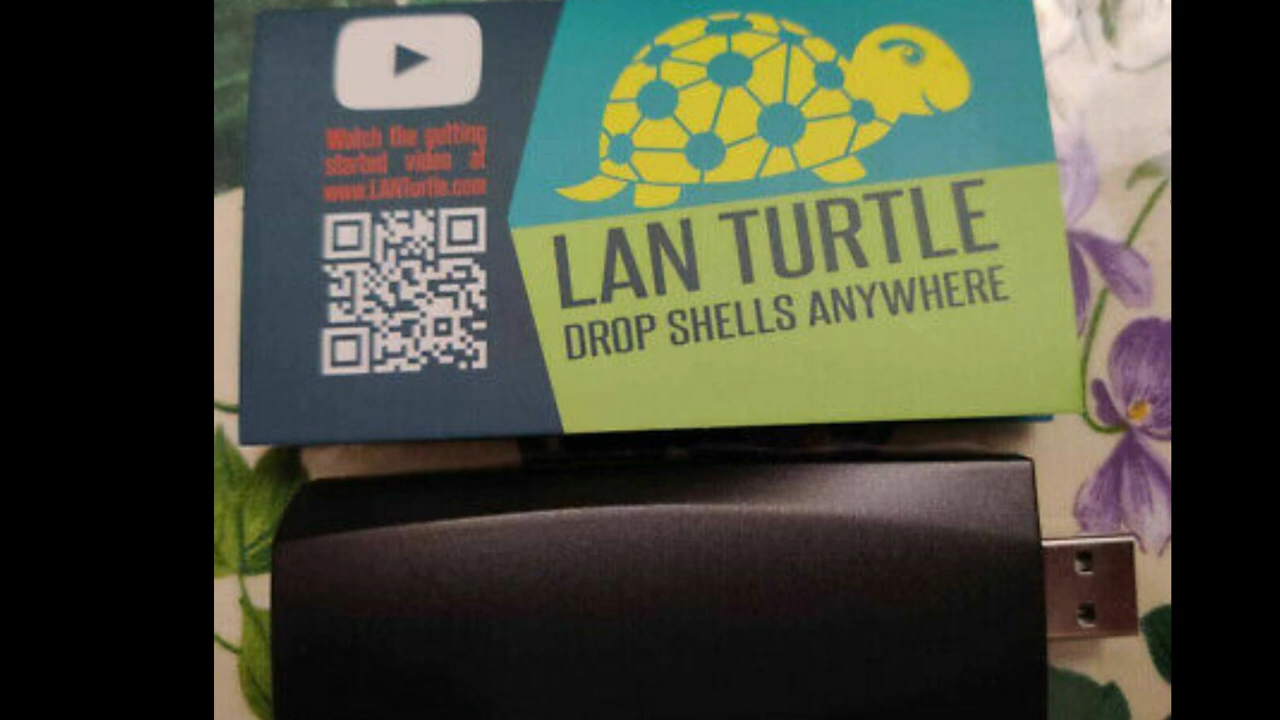 Watch the getting
started video at
www.LANTurtle.com
LAN TURTLE
DROP SHELLS ANYWHERE